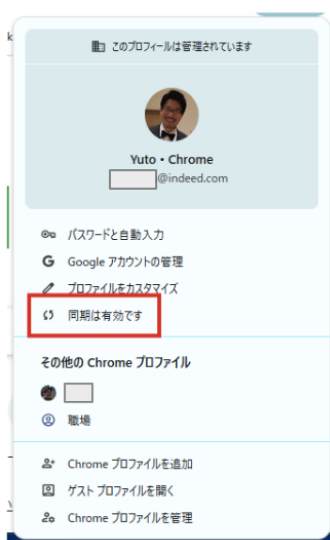 k
このプロフィールは管理されています
Yuto • Chrome
@indeed.com
パスワードと自動入力
Google アカウントの管理
プロファイルをカスタマイズ
同期は有効です
その他の Chrome プロファイル
職場
Chrome プロファイルを追加
ゲスト プロファイルを開く
Chrome プロファイルを管理